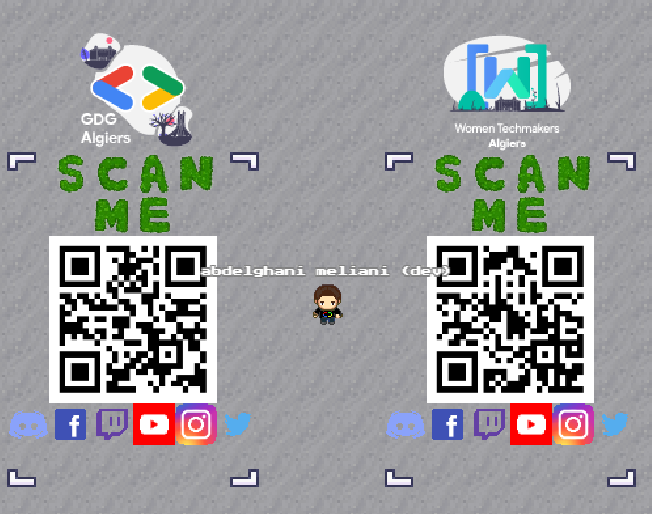 GDG
Algiers
SCAN
ME
Women Techmakers
Algiers
SCAN
ME
abdelghani meliani (dev)